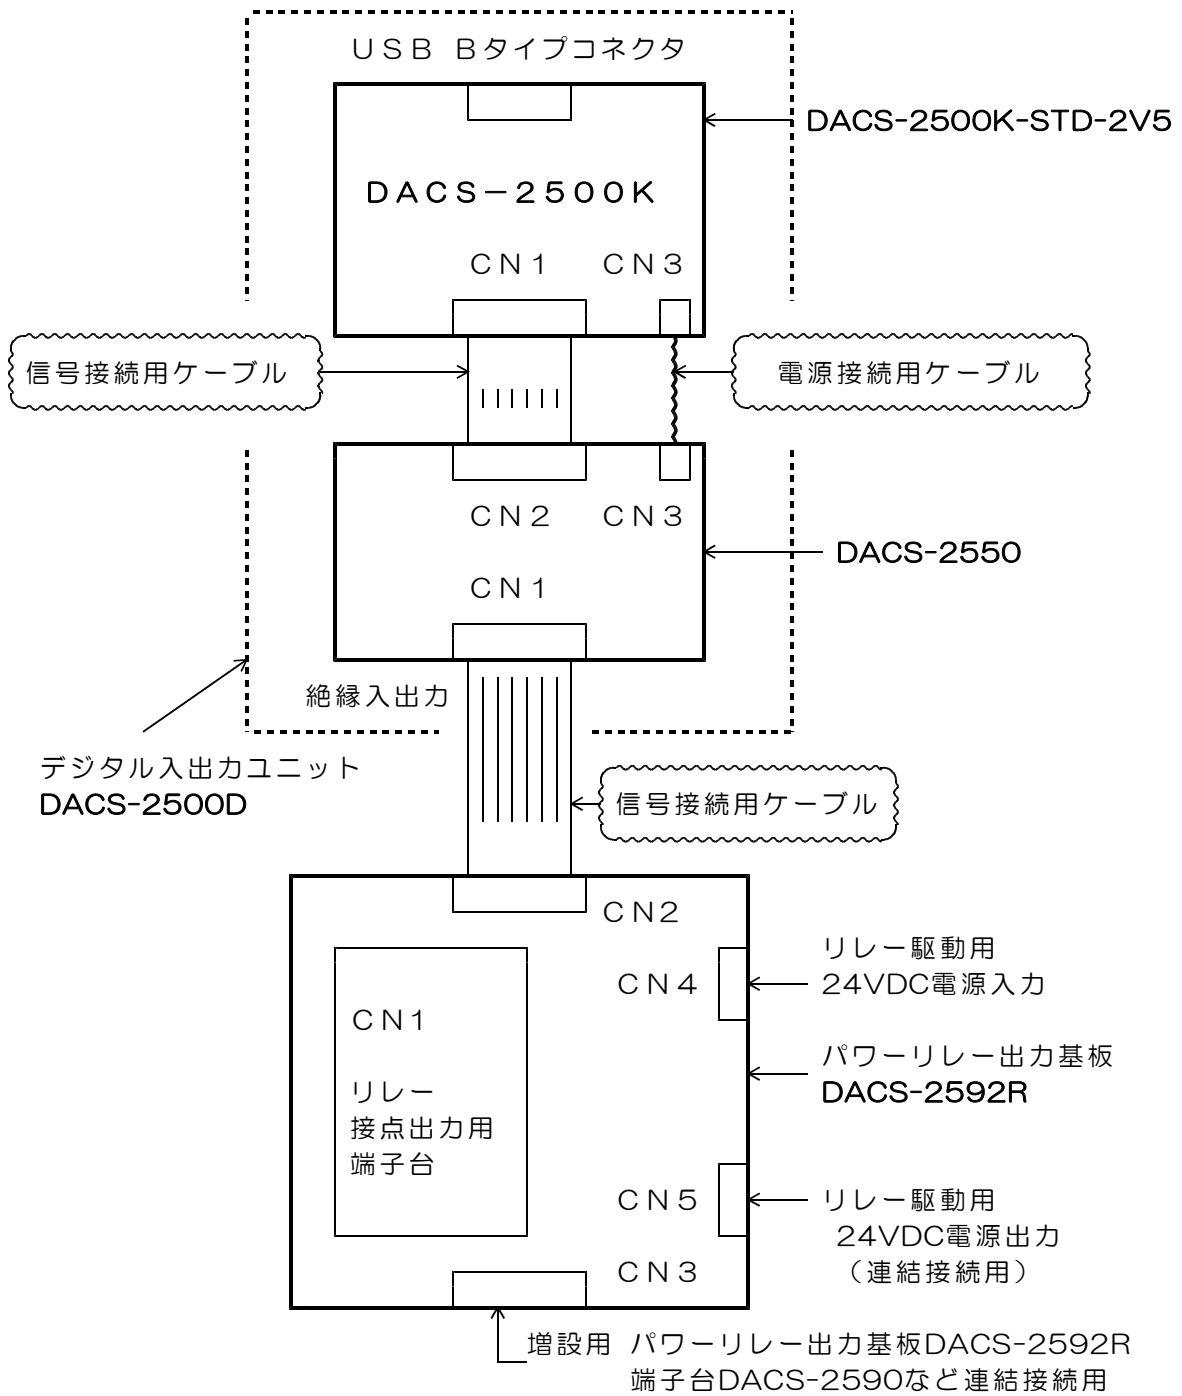 USB Bタイプコネクタ
DACS-2500K-STD-2V5
DACS－2500K
CN1 CN3
信号接続用ケーブル
電源接続用ケーブル
CN2 CN3
DACS-2550
CN1
絶縁入出力
デジタル入出力ユニット
DACS-2500D
信号接続用ケーブル
CN2
リレー駆動用
24VDC電源入力
CN4
CN1
リレー
接点出力用
端子台
パワーリレー出力基板
DACS-2592R
CN5
リレー駆動用
24VDC電源出力
（連結接続用）
CN3
増設用 パワーリレー出力基板DACS-2592R
端子台DACS-2590など連結接続用